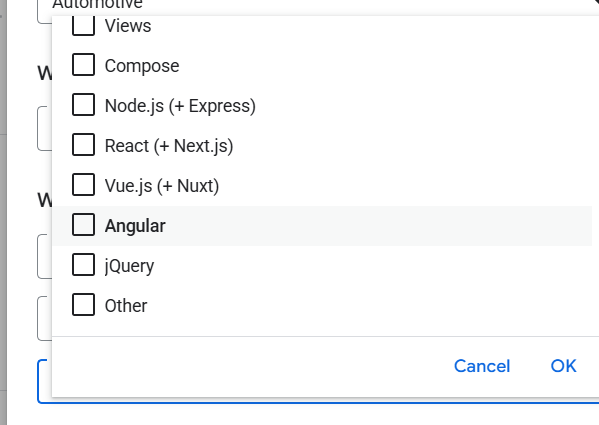 Automotive
Views
W
Compose
Node.js (+ Express)
React (+ Next.js)
Vue.js (+ Nuxt)
W
Angular
jQuery
Other
Cancel OK